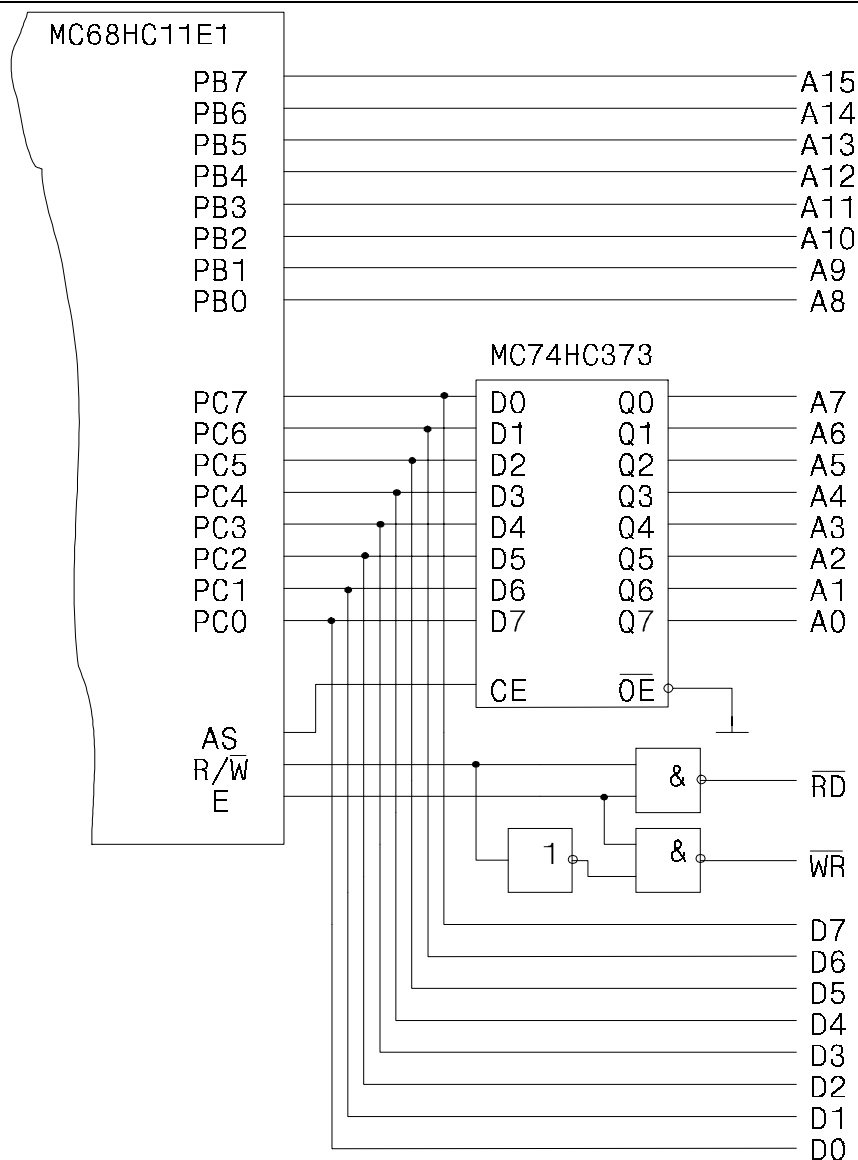 MC68HC11E1
PB7 A15
PB6 A14
PB5 A13
PB4 A12
PB3 A11
PB2 A10
PB1 A9
PB0 A8
MC74HC373
PC7 D0 Q0 A7
PC6 D1 Q1 A6
PC5 D2 Q2 A5
PC4 D3 Q3 A4
PC3 D4 Q4 A3
PC2 D5 Q5 A2
PC1 D6 Q6 A1
PC0 D7 Q7 A0
CE O̅E̅
AS
R/W̅ & R̅D̅
E
1 & W̅R̅
D7
D6
D5
D4
D3
D2
D1
D0